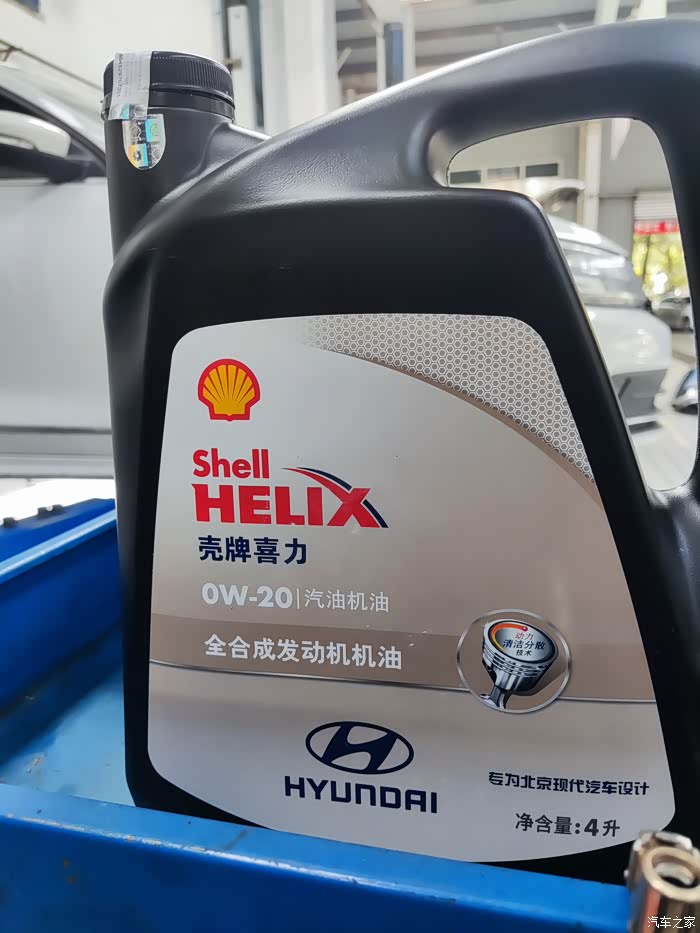 Shell
HELIX
壳牌喜力
0W-20|汽油机油
全合成发动机机油
动力
清洁分散
技术
HYUNDAI
专为北京现代汽车设计
净含量:4升
汽车之家